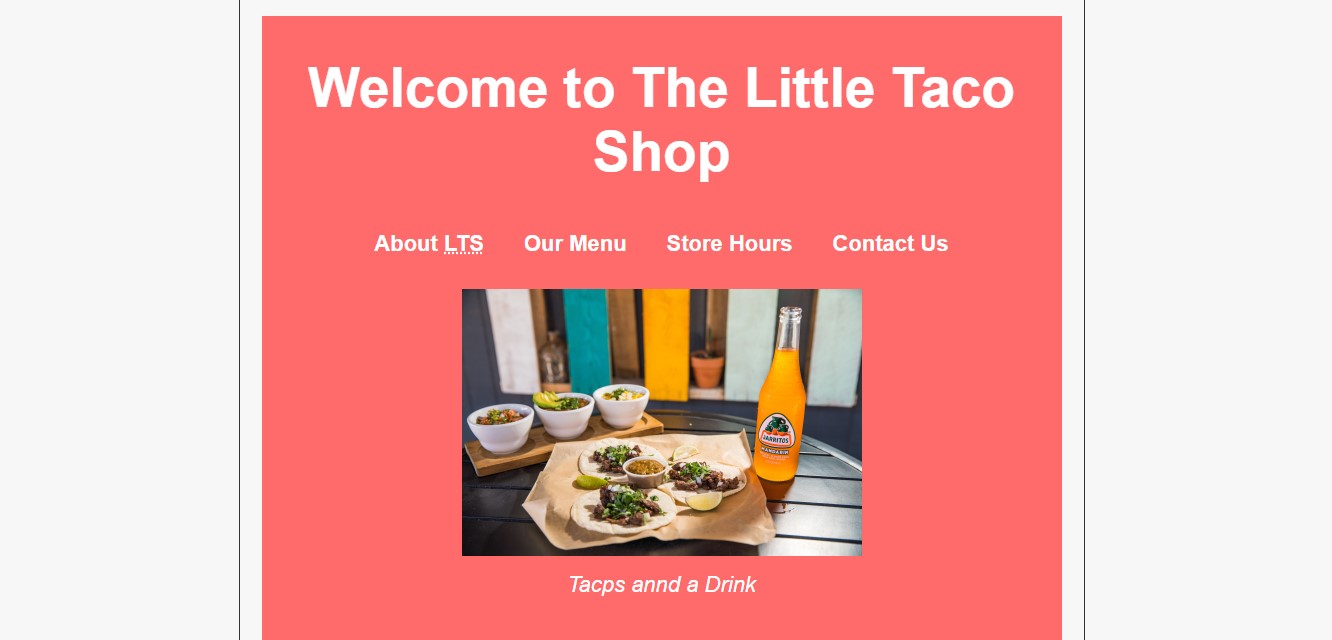 Welcome to The Little Taco
Shop
About LTS Our Menu Store Hours Contact Us
JARRITOS
MANDARIN
Tacps annd a Drink